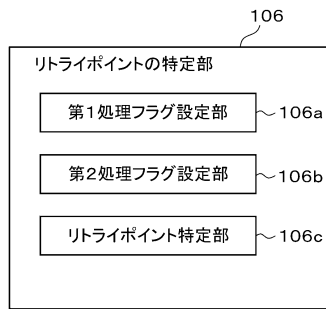 106
リトライポイントの特定部
第1処理フラグ設定部
106a
第2処理フラグ設定部
106b
リトライポイント特定部
106c